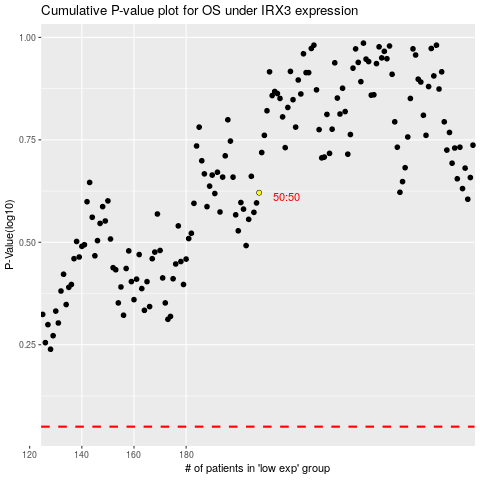 Cumulative P-value plot for OS under IRX3 expression
P-Value(log10)
1.00
0.75
0.50
0.25
50:50
120 140 160 180
# of patients in 'low exp' group